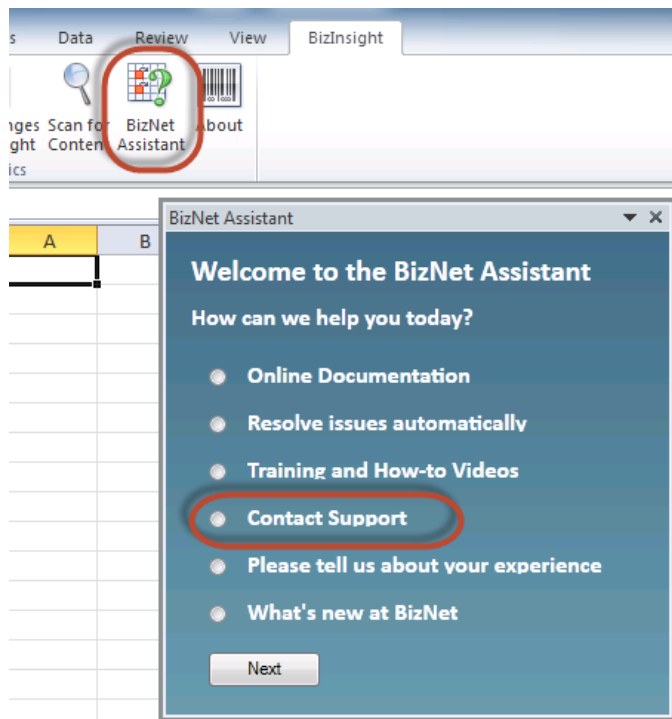 s Data Review View BizInsight
nges Scan for BizNet About
ght Content Assistant
ics
A B
BizNet Assistant
Welcome to the BizNet Assistant
How can we help you today?
Online Documentation
Resolve issues automatically
Training and How-to Videos
Contact Support
Please tell us about your experience
What's new at BizNet
Next